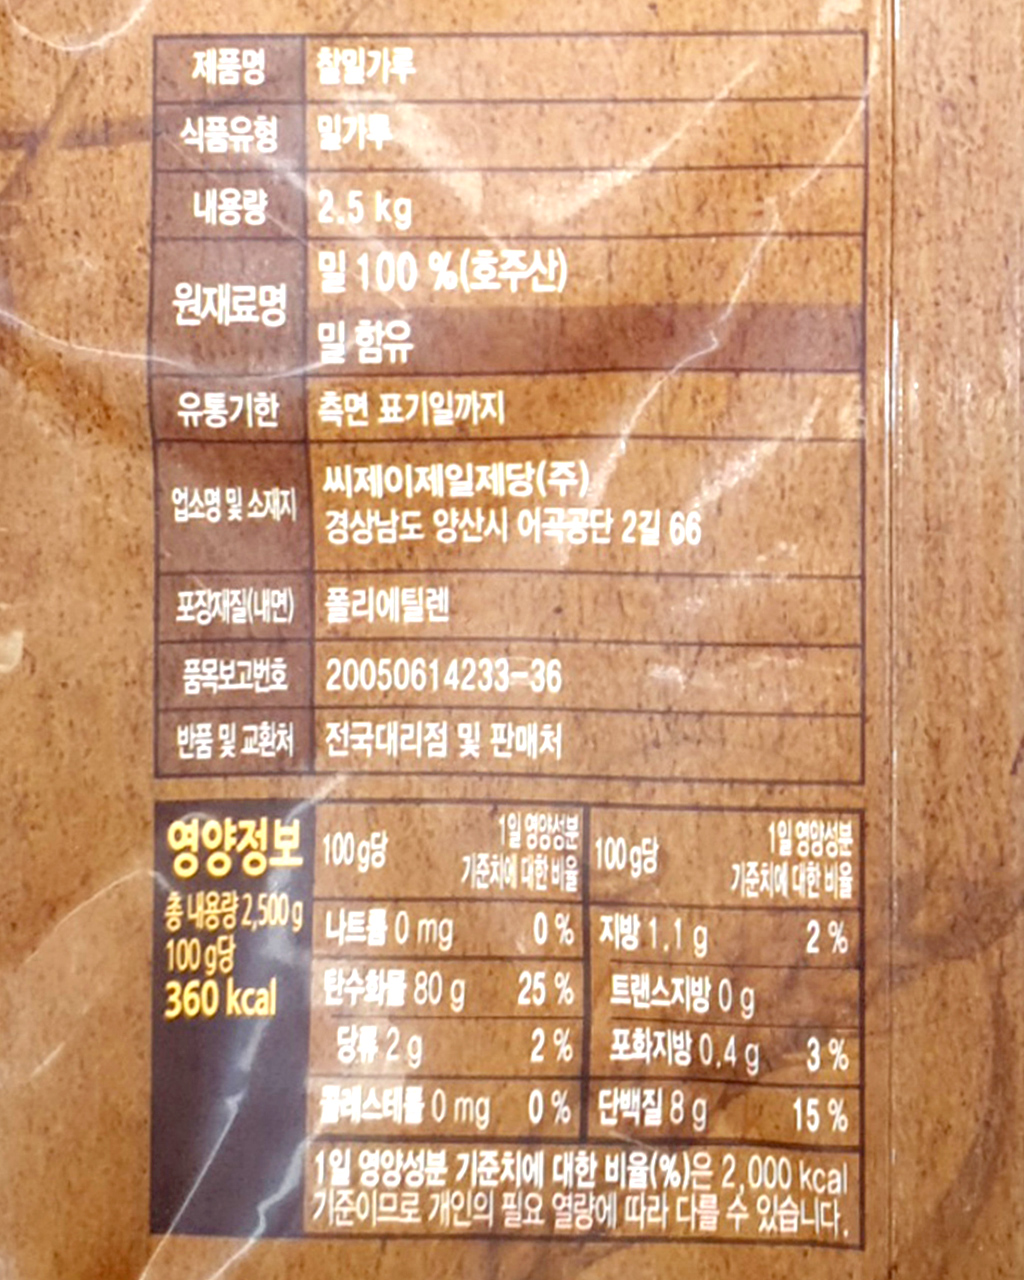 제품명 찰밀가루
식품유형 밀가루
내용량 2.5 kg
원재료명 밀 100 %(호주산)
밀 함유
유통기한 측면 표기일까지
업소명 및 소재지 씨제이제일제당(주)
경상남도 양산시 어곡공단 2길 66
포장재질(내면) 폴리에틸렌
품목보고번호 20050614233-36
반품 및 교환처 전국대리점 및 판매처
영양정보
총 내용량 2,500 g
100 g당
360 kcal
100 g당 1일 영양성분
기준치에 대한 비율
100 g당 1일 영양성분
기준치에 대한 비율
나트륨 0 mg 0 % 지방 1.1 g 2 %
탄수화물 80 g 25 % 트랜스지방 0 g
당류 2 g 2 % 포화지방 0.4 g 3 %
콜레스테롤 0 mg 0 % 단백질 8 g 15 %
1일 영양성분 기준치에 대한 비율(%)은 2,000 kcal
기준이므로 개인의 필요 열량에 따라 다를 수 있습니다.